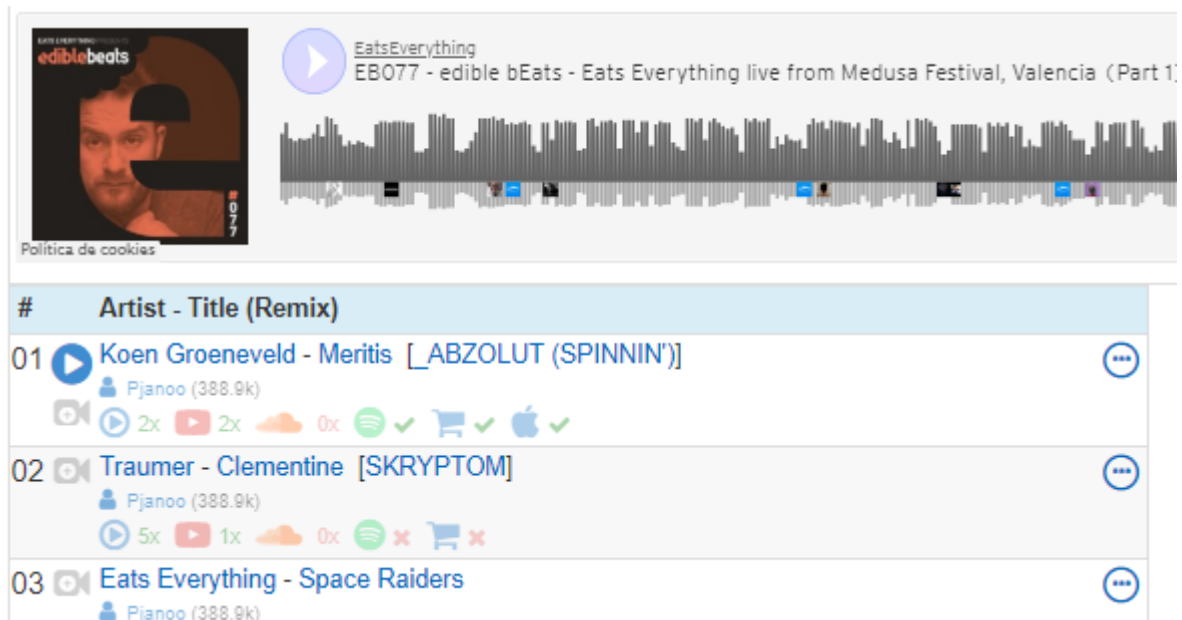 EATS EVERYTHING PRESENTS
ediblebeats
#077
Política de cookies
EatsEverything
EB077 - edible bEats - Eats Everything live from Medusa Festival, Valencia (Part 1)
# Artist - Title (Remix)
01 Koen Groeneveld - Meritis [_ABZOLUT (SPINNIN')]
Pjanoo (388.9k)
2x 2x 0x
02 Traumer - Clementine [SKRYPTOM]
Pjanoo (388.9k)
5x 1x 0x
03 Eats Everything - Space Raiders
Pjanoo (388.9k)